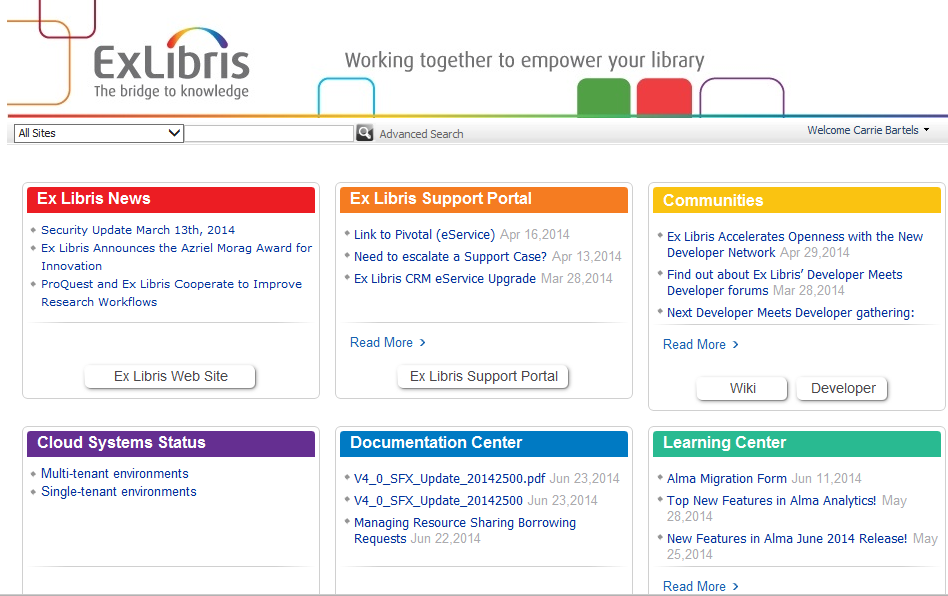 ExLibris
The bridge to knowledge
Working together to empower your library
All Sites
Advanced Search
Welcome Carrie Bartels
Ex Libris News
Security Update March 13th, 2014
Ex Libris Announces the Azriel Morag Award for
Innovation
ProQuest and Ex Libris Cooperate to Improve
Research Workflows
Ex Libris Web Site
Ex Libris Support Portal
Link to Pivotal (eService) Apr 16,2014
Need to escalate a Support Case? Apr 13,2014
Ex Libris CRM eService Upgrade Mar 28,2014
Read More >
Ex Libris Support Portal
Communities
Ex Libris Accelerates Openness with the New
Developer Network Apr 29,2014
Find out about Ex Libris’ Developer Meets
Developer forums Mar 28,2014
Next Developer Meets Developer gathering:
Read More >
Wiki
Developer
Cloud Systems Status
Multi-tenant environments
Single-tenant environments
Documentation Center
V4_0_SFX_Update_20142500.pdf Jun 23,2014
V4_0_SFX_Update_20142500 Jun 23,2014
Managing Resource Sharing Borrowing
Requests Jun 22,2014
Learning Center
Alma Migration Form Jun 11,2014
Top New Features in Alma Analytics! May
28,2014
New Features in Alma June 2014 Release! May
25,2014
Read More >